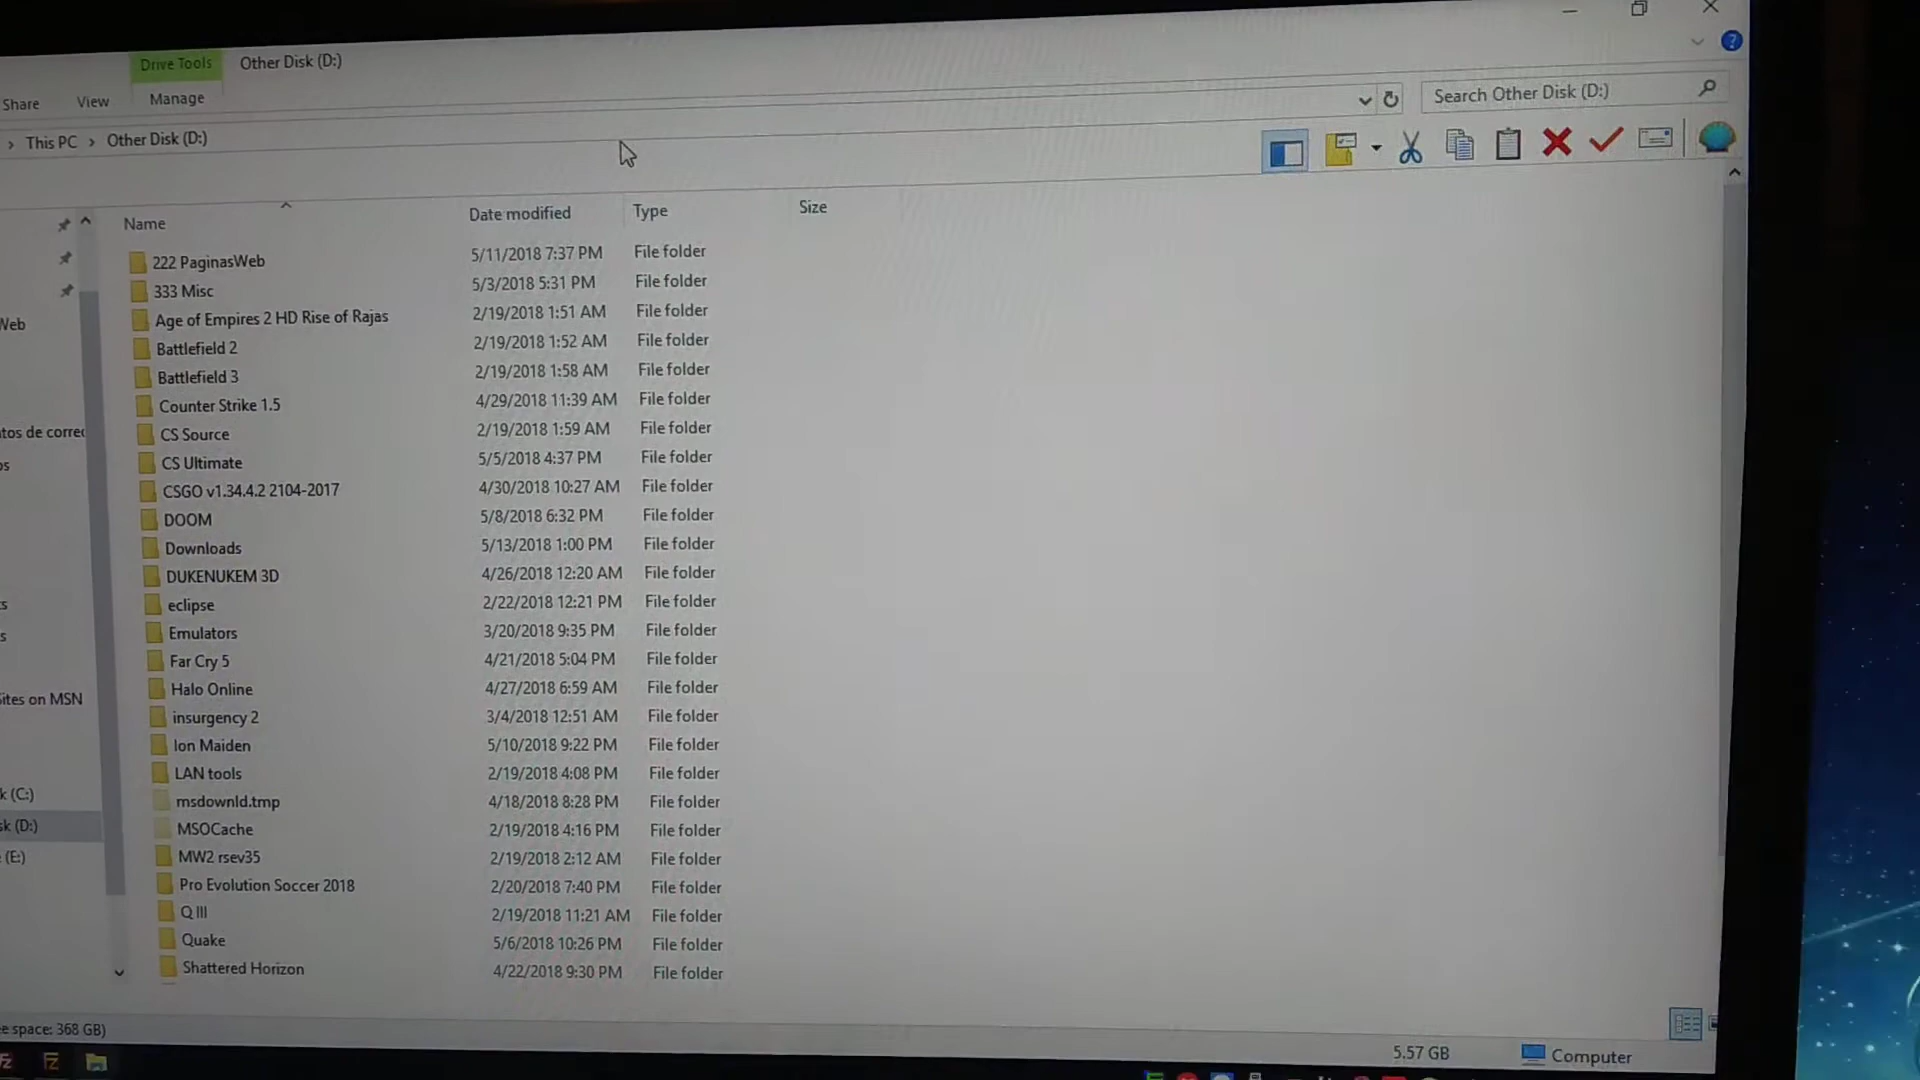 Drive Tools Other Disk (D:)
Share View Manage
This PC > Other Disk (D:)
Search Other Disk (D:)
Name Date modified Type Size
222 PaginasWeb 5/11/2018 7:37 PM File folder
333 Misc 5/3/2018 5:31 PM File folder
Age of Empires 2 HD Rise of Rajas 2/19/2018 1:51 AM File folder
Battlefield 2 2/19/2018 1:52 AM File folder
Battlefield 3 2/19/2018 1:58 AM File folder
Counter Strike 1.5 4/29/2018 11:39 AM File folder
CS Source 2/19/2018 1:59 AM File folder
CS Ultimate 5/5/2018 4:37 PM File folder
CSGO v1.34.4.2 2104-2017 4/30/2018 10:27 AM File folder
DOOM 5/8/2018 6:32 PM File folder
Downloads 5/13/2018 1:00 PM File folder
DUKENUKEM 3D 4/26/2018 12:20 AM File folder
eclipse 2/22/2018 12:21 PM File folder
Emulators 3/20/2018 9:35 PM File folder
Far Cry 5 4/21/2018 5:04 PM File folder
Halo Online 4/27/2018 6:59 AM File folder
insurgency 2 3/4/2018 12:51 AM File folder
Ion Maiden 5/10/2018 9:22 PM File folder
LAN tools 2/19/2018 4:08 PM File folder
msdownld.tmp 4/18/2018 8:28 PM File folder
MSOCache 2/19/2018 4:16 PM File folder
MW2 rsev35 2/19/2018 2:12 AM File folder
Pro Evolution Soccer 2018 2/20/2018 7:40 PM File folder
Q III 2/19/2018 11:21 AM File folder
Quake 5/6/2018 10:26 PM File folder
Shattered Horizon 4/22/2018 9:30 PM File folder
Web
tos de correo
os
s
s
Sites on MSN
k (C:)
sk (D:)
(E:)
e space: 368 GB)
5.57 GB Computer